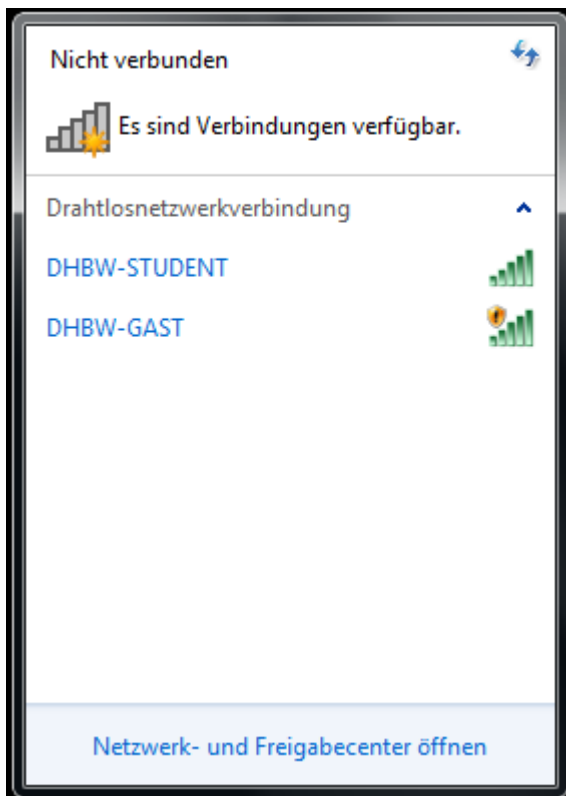 Nicht verbunden
Es sind Verbindungen verfügbar.
Drahtlosnetzwerkverbindung
DHBW-STUDENT
DHBW-GAST
Netzwerk- und Freigabecenter öffnen